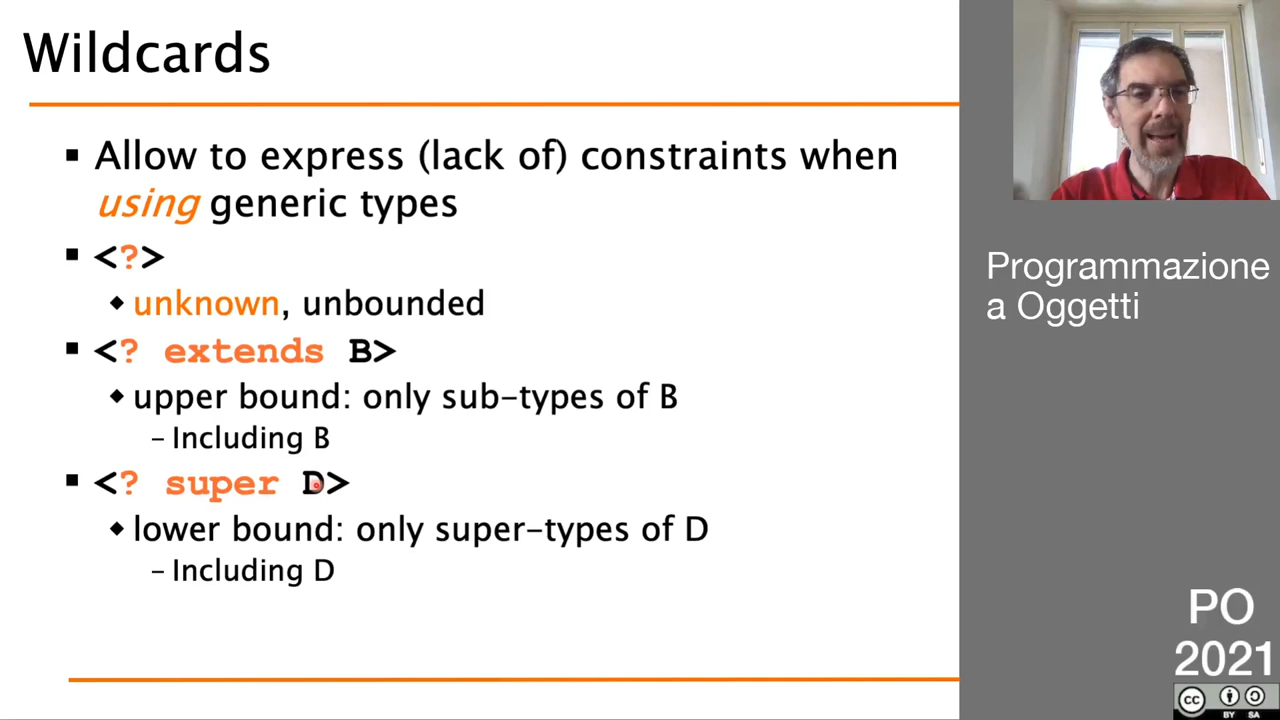 Wildcards
▪ Allow to express (lack of) constraints when
using generic types
▪ <?>
◆ unknown, unbounded
▪ <? extends B>
◆ upper bound: only sub-types of B
– Including B
▪ <? super D>
◆ lower bound: only super-types of D
– Including D
Programmazione
a Oggetti
PO
2021
cc
BY SA